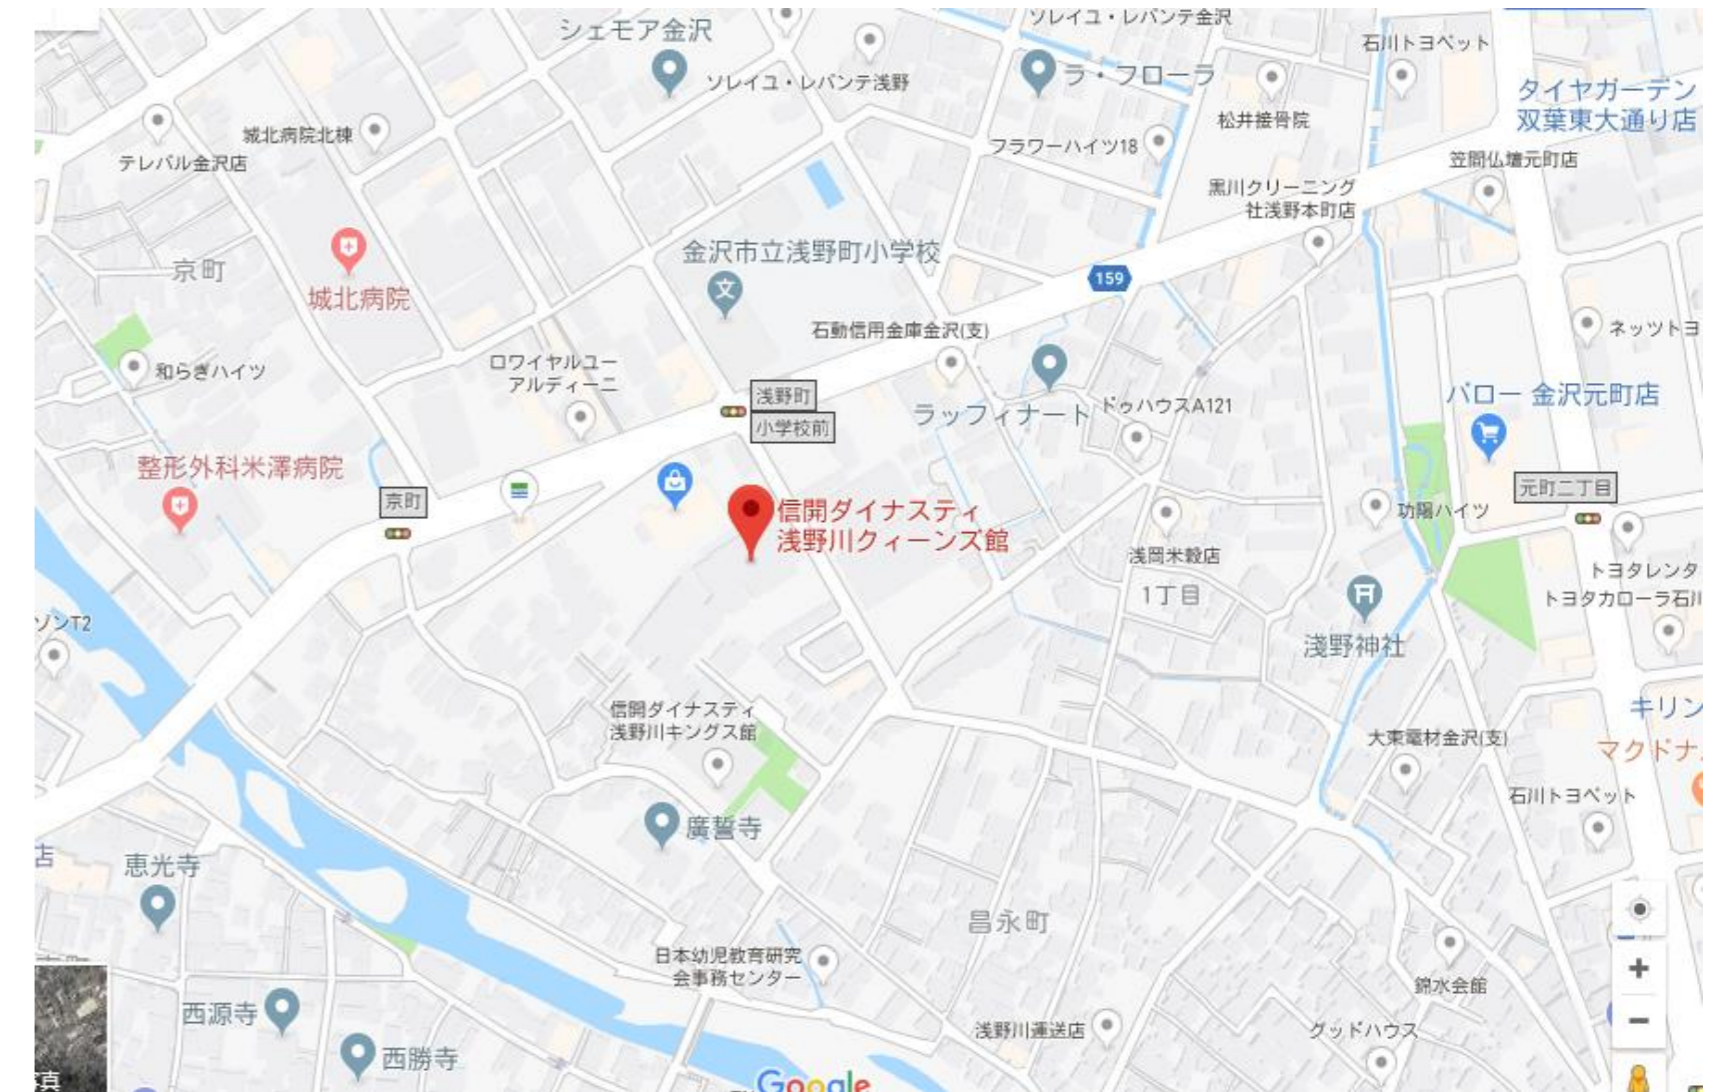 ソレイユ・レバンテ金沢
シェモア金沢
石川トヨペット
ソレイユ・レバンテ浅野
ラ・フローラ
タイヤガーデン
双葉東大通り店
松井接骨院
城北病院北棟
テレバル金沢店
フラワーハイツ18
笠間仏壇元町店
黒川クリーニング
社浅野本町店
金沢市立浅野町小学校
文
京町
城北病院
159
石動信用金庫金沢(支)
ネッツトヨ
ロワイヤルユー
アルディーニ
和らぎハイツ
浅野町
小学校前
ラッフィナート
ドゥハウスA121
バロー 金沢元町店
整形外科米澤病院
京町
元町二丁目
信開ダイナスティ
浅野川クィーンズ館
功陽ハイツ
浅岡米穀店
1丁目
トヨタレンタ
トヨタカローラ石川
ゾンT2
淺野神社
信開ダイナスティ
浅野川キングス館
キリン
大東電材金沢(支)
マクドナ
石川トヨペット
廣誓寺
店
恵光寺
昌永町
日本幼児教育研究
会事務センター
錦水会館
西源寺
浅野川運送店
グッドハウス
西勝寺
真
Google